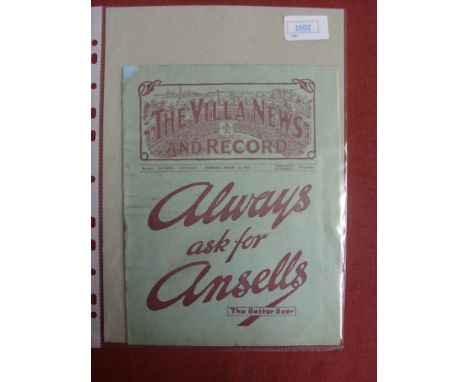 1602
THE VILLA NEWS
AND RECORD
Always
ask for
Ansells
The Better Beer